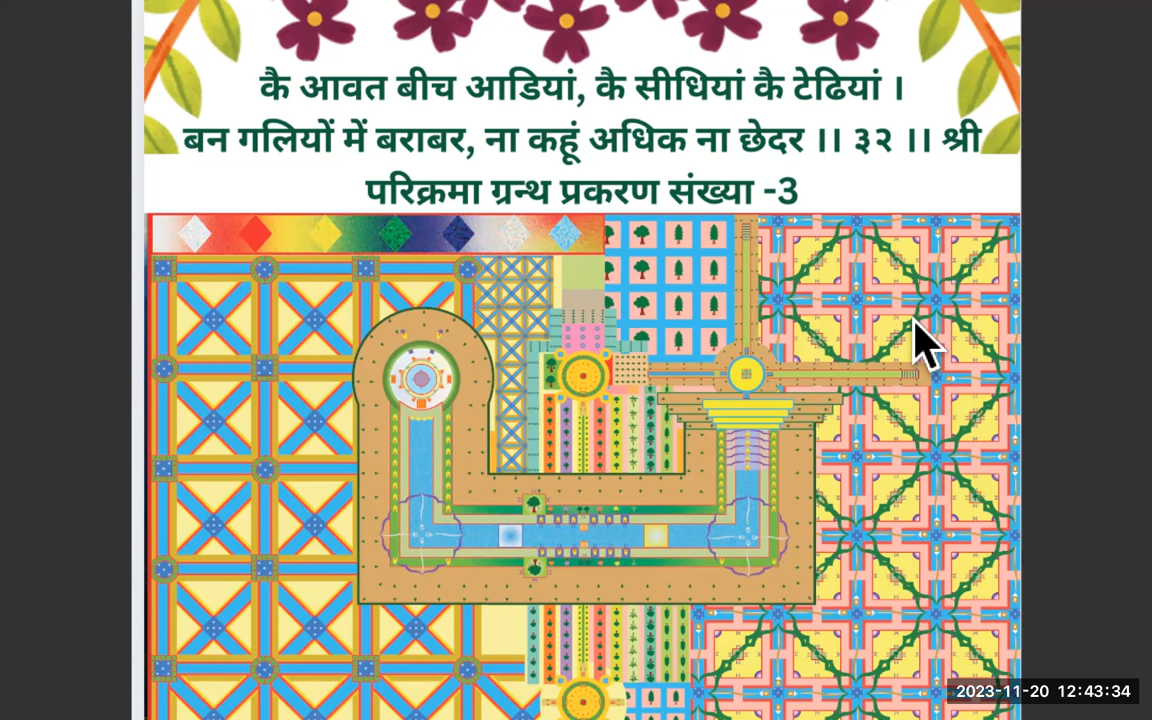 कै आवत बीच आडियां, कै सीधियां कै टेढियां ।
बन गलियों में बराबर, ना कहूं अधिक ना छेदर ।। ३२ ।। श्री
परिक्रमा ग्रन्थ प्रकरण संख्या -3
2023-11-20 12:43:34